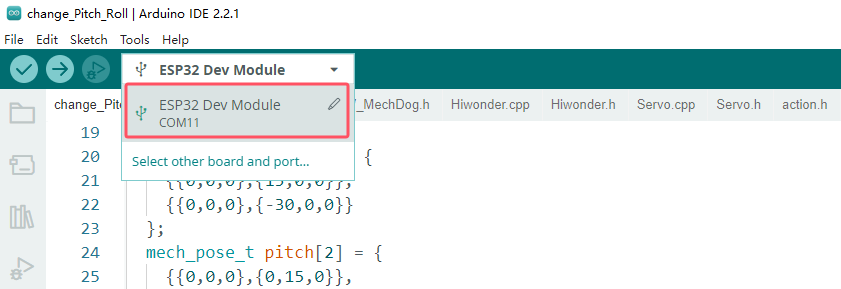 change_Pitch_Roll | Arduino IDE 2.2.1
File Edit Sketch Tools Help
ESP32 Dev Module
ESP32 Dev Module
COM11
Select other board and port...
change_Pitc _MechDog.h Hiwonder.cpp Hiwonder.h Servo.cpp Servo.h action.h
19
20 {
21 {{0,0,0},{15,0,0}},
22 {{0,0,0},{-30,0,0}}
23 };
24 mech_pose_t pitch[2] = {
25 {{0,0,0},{0,15,0}},